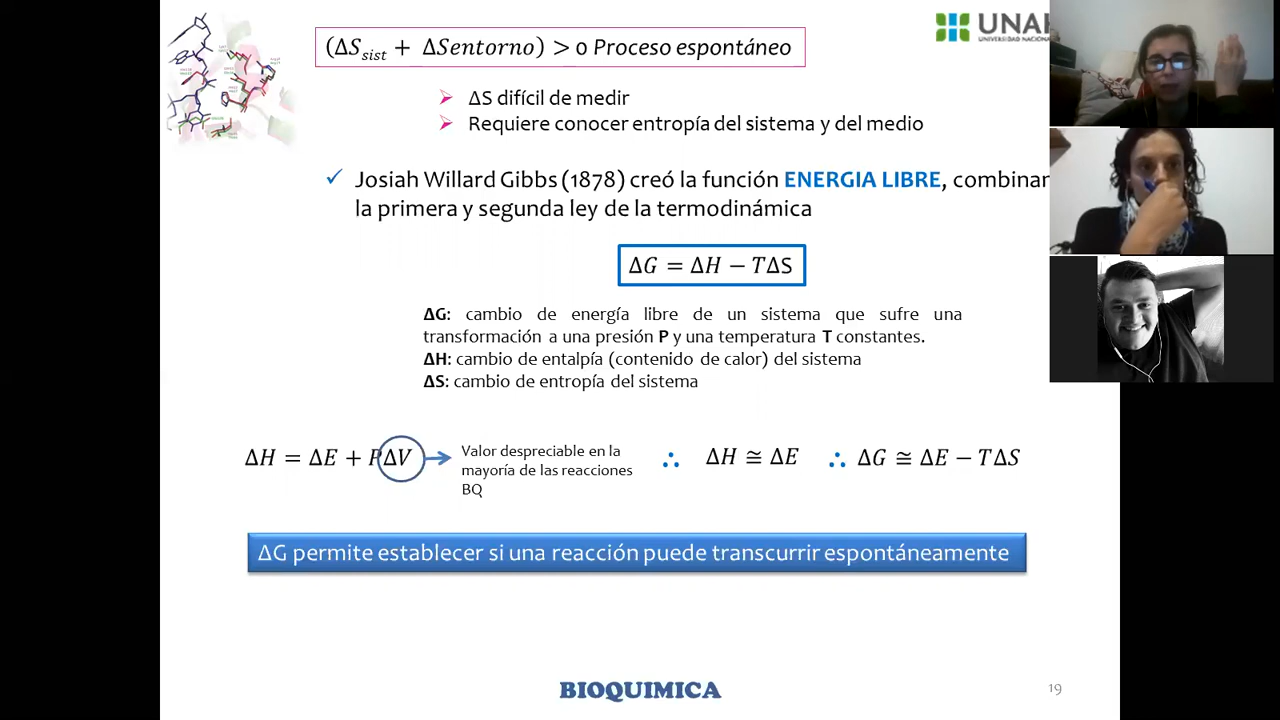 (ΔS_sist + ΔSentorno) > 0 Proceso espontáneo
ΔS difícil de medir
Requiere conocer entropía del sistema y del medio
Josiah Willard Gibbs (1878) creó la función ENERGIA LIBRE, combinan
la primera y segunda ley de la termodinámica
ΔG = ΔH − TΔS
ΔG: cambio de energía libre de un sistema que sufre una
transformación a una presión P y una temperatura T constantes.
ΔH: cambio de entalpía (contenido de calor) del sistema
ΔS: cambio de entropía del sistema
ΔH = ΔE + PΔV
Valor despreciable en la
mayoría de las reacciones
BQ
∴ ΔH ≅ ΔE ∴ ΔG ≅ ΔE − TΔS
ΔG permite establecer si una reacción puede transcurrir espontáneamente
BIOQUIMICA
19